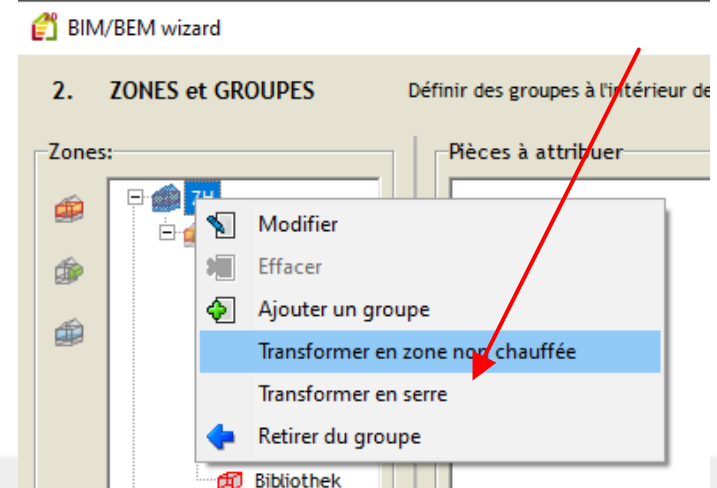 BIM/BEM wizard
2. ZONES et GROUPES Définir des groupes à l'intérieur de
Zones: Pièces à attribuer
ZH
Modifier
Effacer
Ajouter un groupe
Transformer en zone non chauffée
Transformer en serre
Retirer du groupe
Bibliothek